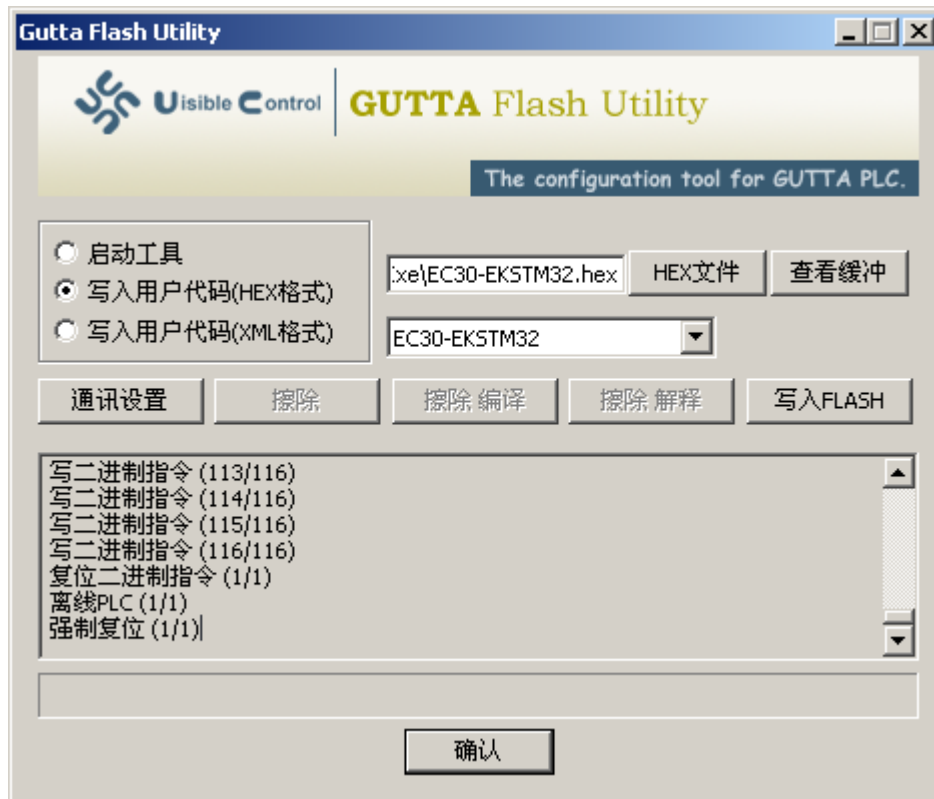 Gutta Flash Utility
Uisible Control GUTTA Flash Utility
The configuration tool for GUTTA PLC.
启动工具
写入用户代码(HEX格式)
写入用户代码(XML格式)
:xe\EC30-EKSTM32.hex HEX文件 查看缓冲
EC30-EKSTM32
通讯设置 擦除 擦除 编译 擦除 解释 写入FLASH
写二进制指令 (113/116)
写二进制指令 (114/116)
写二进制指令 (115/116)
写二进制指令 (116/116)
复位二进制指令 (1/1)
离线PLC (1/1)
强制复位 (1/1)
确认